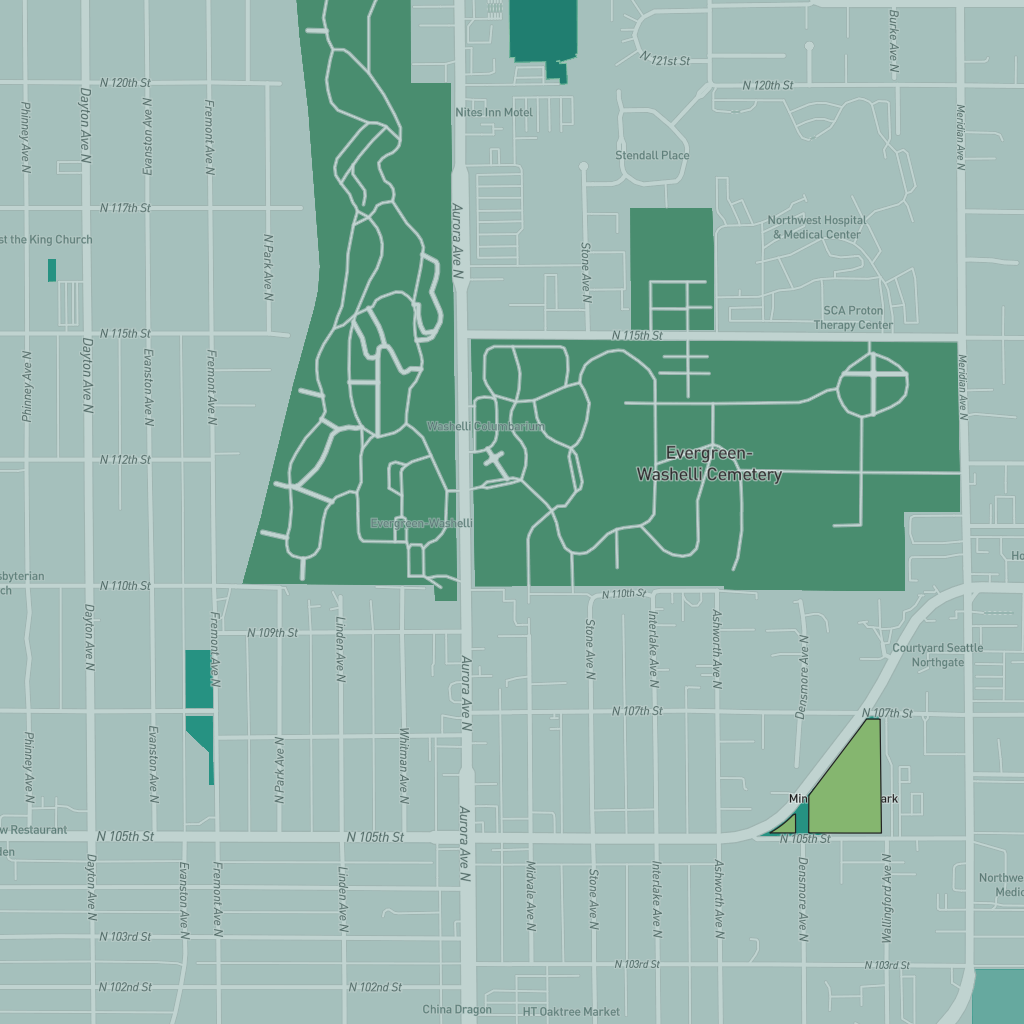 N 121st St
N 120th St
N 120th St
Burke Ave N
Phinney Ave N
Dayton Ave N
Evanston Ave N
Fremont Ave N
Nites Inn Motel
Meridian Ave N
Stendall Place
N 117th St
Northwest Hospital
& Medical Center
st the King Church
N Park Ave N
Aurora Ave N
Stone Ave N
SCA Proton
Therapy Center
N 115th St
N 115th St
Phinney Ave N
Dayton Ave N
Evanston Ave N
Fremont Ave N
Meridian Ave N
Washelli Columbarium
Evergreen-
Washelli Cemetery
N 112th St
Evergreen-Washelli
Ho
sbyterian
ch
N 110th St
N 110th St
Dayton Ave N
Fremont Ave N
N 109th St
Linden Ave N
Stone Ave N
Interlake Ave N
Ashworth Ave N
Densmore Ave N
Courtyard Seattle
Northgate
Aurora Ave N
N 107th St
N 107th St
Phinney Ave N
Evanston Ave N
N Park Ave N
Whitman Ave N
Min
ark
w Restaurant
den
N 105th St
N 105th St
N 105th St
Aurora Ave N
Dayton Ave N
Evanston Ave N
Fremont Ave N
Linden Ave N
Midvale Ave N
Stone Ave N
Interlake Ave N
Ashworth Ave N
Densmore Ave N
Wallingford Ave N
Northwe
Medic
N 103rd St
N 103rd St
N 103rd St
N 102nd St
N 102nd St
China Dragon
HT Oaktree Market